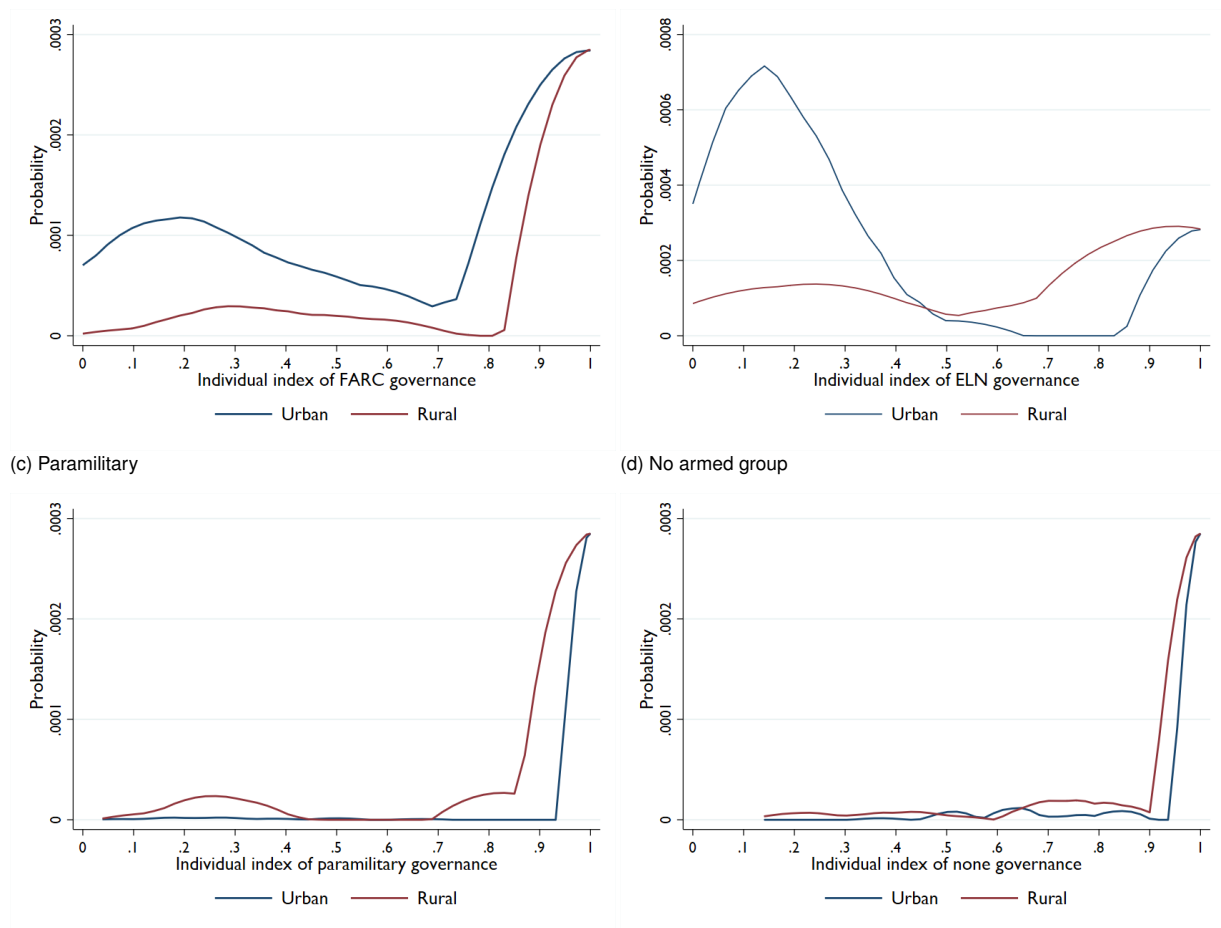 Probability
.0003
.0002
.0001
0
0 .1 .2 .3 .4 .5 .6 .7 .8 .9 1
Individual index of FARC governance
Urban Rural
Probability
.0008
.0006
.0004
.0002
0
0 .1 .2 .3 .4 .5 .6 .7 .8 .9 1
Individual index of ELN governance
Urban Rural
(c) Paramilitary
Probability
.0003
.0002
.0001
0
0 .1 .2 .3 .4 .5 .6 .7 .8 .9 1
Individual index of paramilitary governance
Urban Rural
(d) No armed group
Probability
.0003
.0002
.0001
0
0 .1 .2 .3 .4 .5 .6 .7 .8 .9 1
Individual index of none governance
Urban Rural